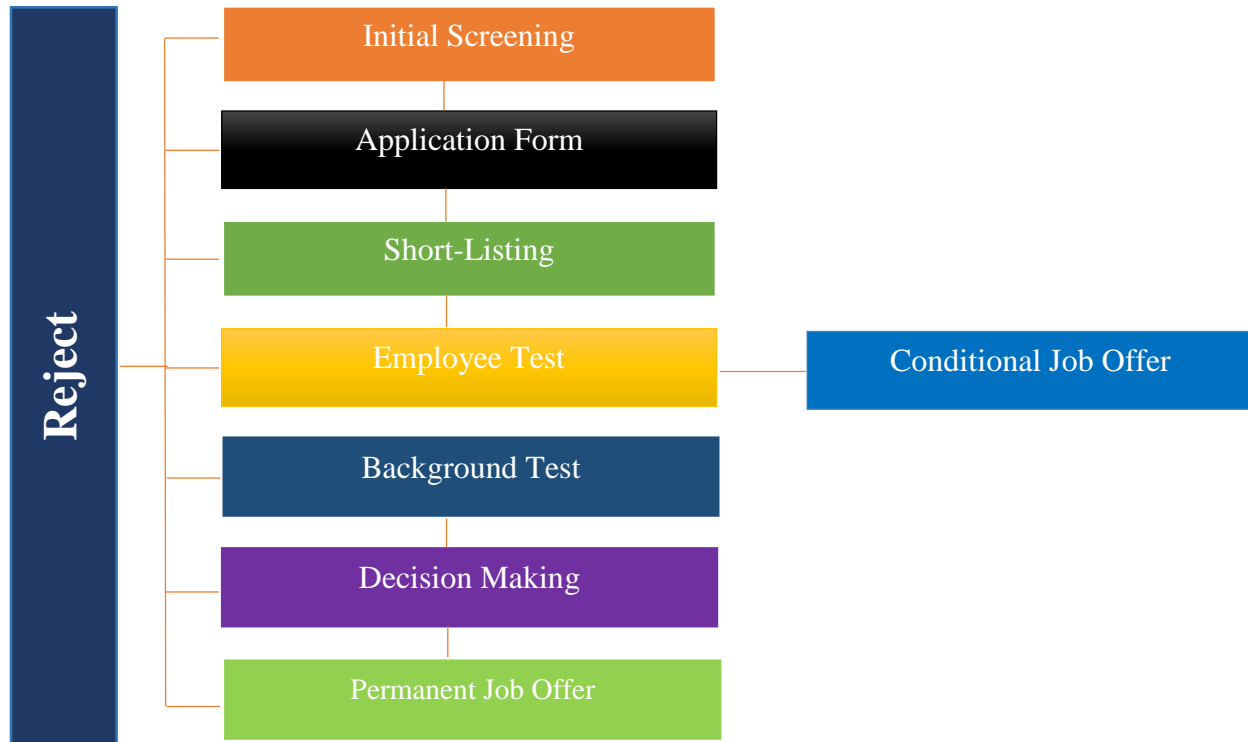 Reject
Initial Screening
Application Form
Short-Listing
Employee Test
Conditional Job Offer
Background Test
Decision Making
Permanent Job Offer